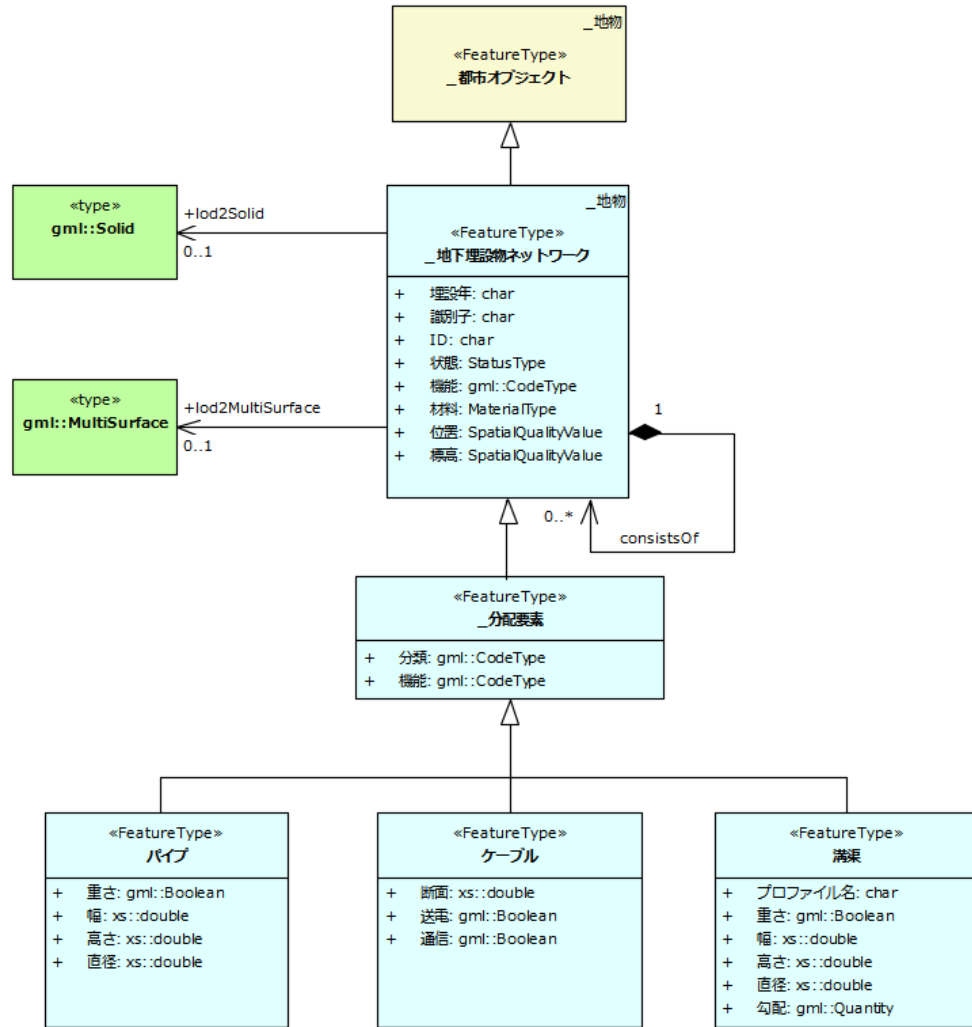 _地物
«FeatureType»
_都市オブジェクト
«type»
gml::Solid
+lod2Solid
0..1
_地物
«FeatureType»
_地下埋設物ネットワーク
+ 埋設年: char
+ 識別子: char
+ ID: char
+ 状態: StatusType
+ 機能: gml::CodeType
+ 材料: MaterialType
+ 位置: SpatialQualityValue
+ 標高: SpatialQualityValue
«type»
gml::MultiSurface
+lod2MultiSurface
0..1
1
0..*
consistsOf
«FeatureType»
_分配要素
+ 分類: gml::CodeType
+ 機能: gml::CodeType
«FeatureType»
パイプ
+ 重さ: gml::Boolean
+ 幅: xs::double
+ 高さ: xs::double
+ 直径: xs::double
«FeatureType»
ケーブル
+ 断面: xs::double
+ 送電: gml::Boolean
+ 通信: gml::Boolean
«FeatureType»
溝渠
+ プロファイル名: char
+ 重さ: gml::Boolean
+ 幅: xs::double
+ 高さ: xs::double
+ 直径: xs::double
+ 勾配: gml::Quantity